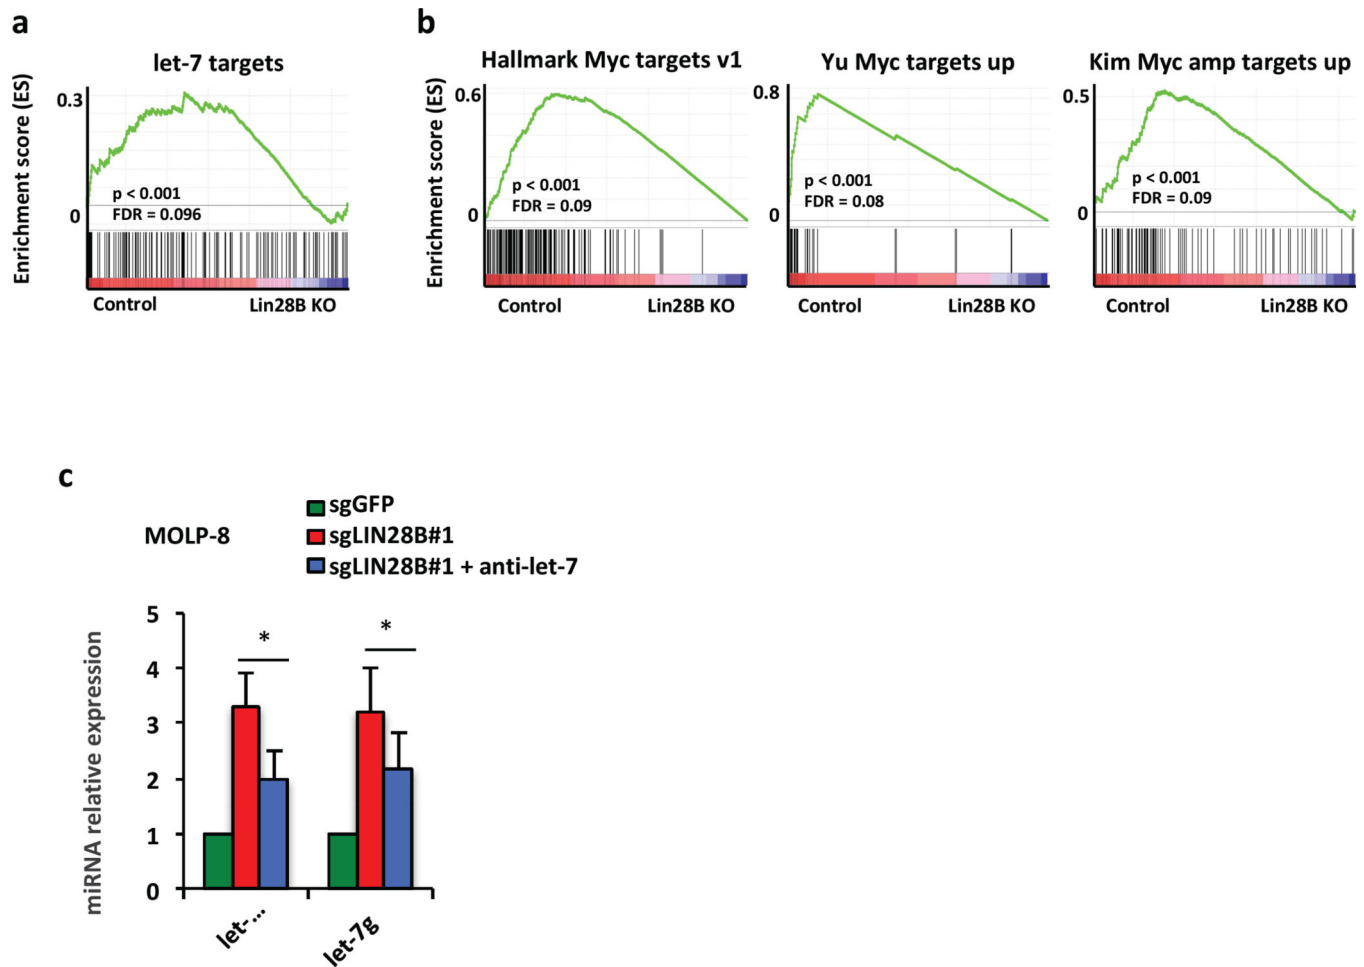 a
let-7 targets
Enrichment score (ES)
0.3
0
p < 0.001
FDR = 0.096
Control Lin28B KO
b
Hallmark Myc targets v1
Enrichment score (ES)
0.6
0
p < 0.001
FDR = 0.09
Control Lin28B KO
Yu Myc targets up
0.8
0
p < 0.001
FDR = 0.08
Control Lin28B KO
Kim Myc amp targets up
0.5
0
p < 0.001
FDR = 0.09
Control Lin28B KO
c
MOLP-8
sgGFP
sgLIN28B#1
sgLIN28B#1 + anti-let-7
miRNA relative expression
5
4
3
2
1
0
*
*
let-...
let-7g